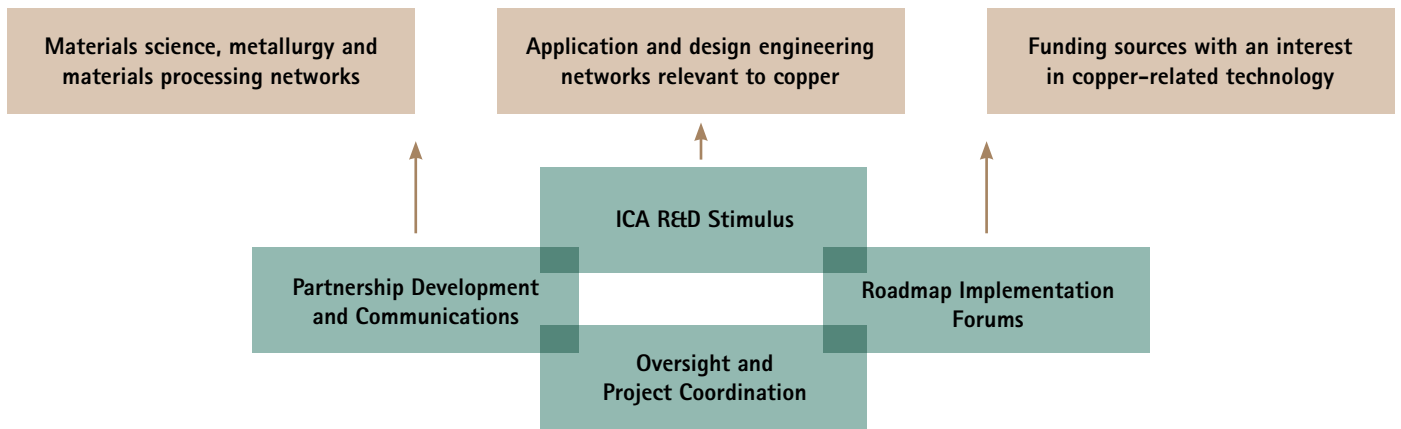 Materials science, metallurgy and
materials processing networks
Application and design engineering
networks relevant to copper
Funding sources with an interest
in copper-related technology
ICA R&D Stimulus
Partnership Development
and Communications
Roadmap Implementation
Forums
Oversight and
Project Coordination